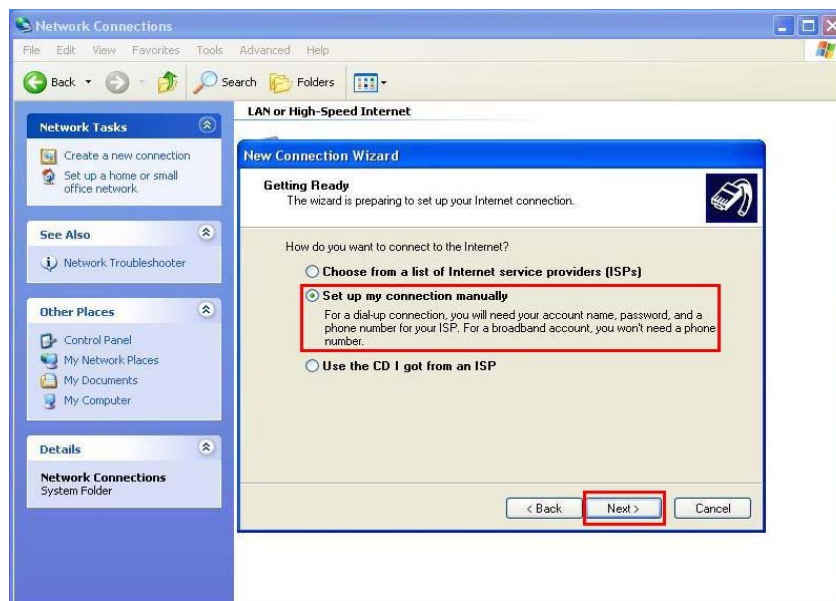 Network Connections
File Edit View Favorites Tools Advanced Help
Back Search Folders
LAN or High-Speed Internet
Network Tasks
Create a new connection
Set up a home or small
office network
See Also
Network Troubleshooter
Other Places
Control Panel
My Network Places
My Documents
My Computer
Details
Network Connections
System Folder
New Connection Wizard
Getting Ready
The wizard is preparing to set up your Internet connection.
How do you want to connect to the Internet?
Choose from a list of Internet service providers (ISPs)
Set up my connection manually
For a dial-up connection, you will need your account name, password, and a
phone number for your ISP. For a broadband account, you won't need a phone
number.
Use the CD I got from an ISP
< Back Next > Cancel